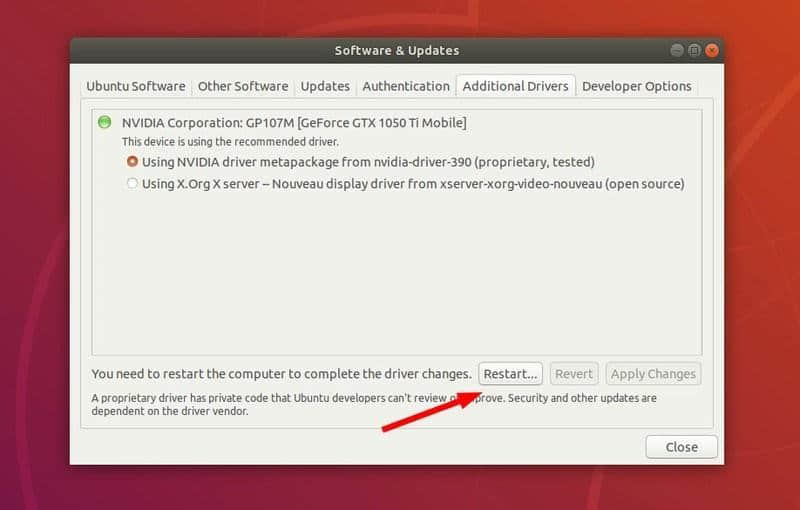 Software & Updates
Ubuntu Software Other Software Updates Authentication Additional Drivers Developer Options
NVIDIA Corporation: GP107M [GeForce GTX 1050 Ti Mobile]
This device is using the recommended driver.
Using NVIDIA driver metapackage from nvidia-driver-390 (proprietary, tested)
Using X.Org X server – Nouveau display driver from xserver-xorg-video-nouveau (open source)
You need to restart the computer to complete the driver changes. Restart... Revert Apply Changes
A proprietary driver has private code that Ubuntu developers can't review prove. Security and other updates are
dependent on the driver vendor.
Close